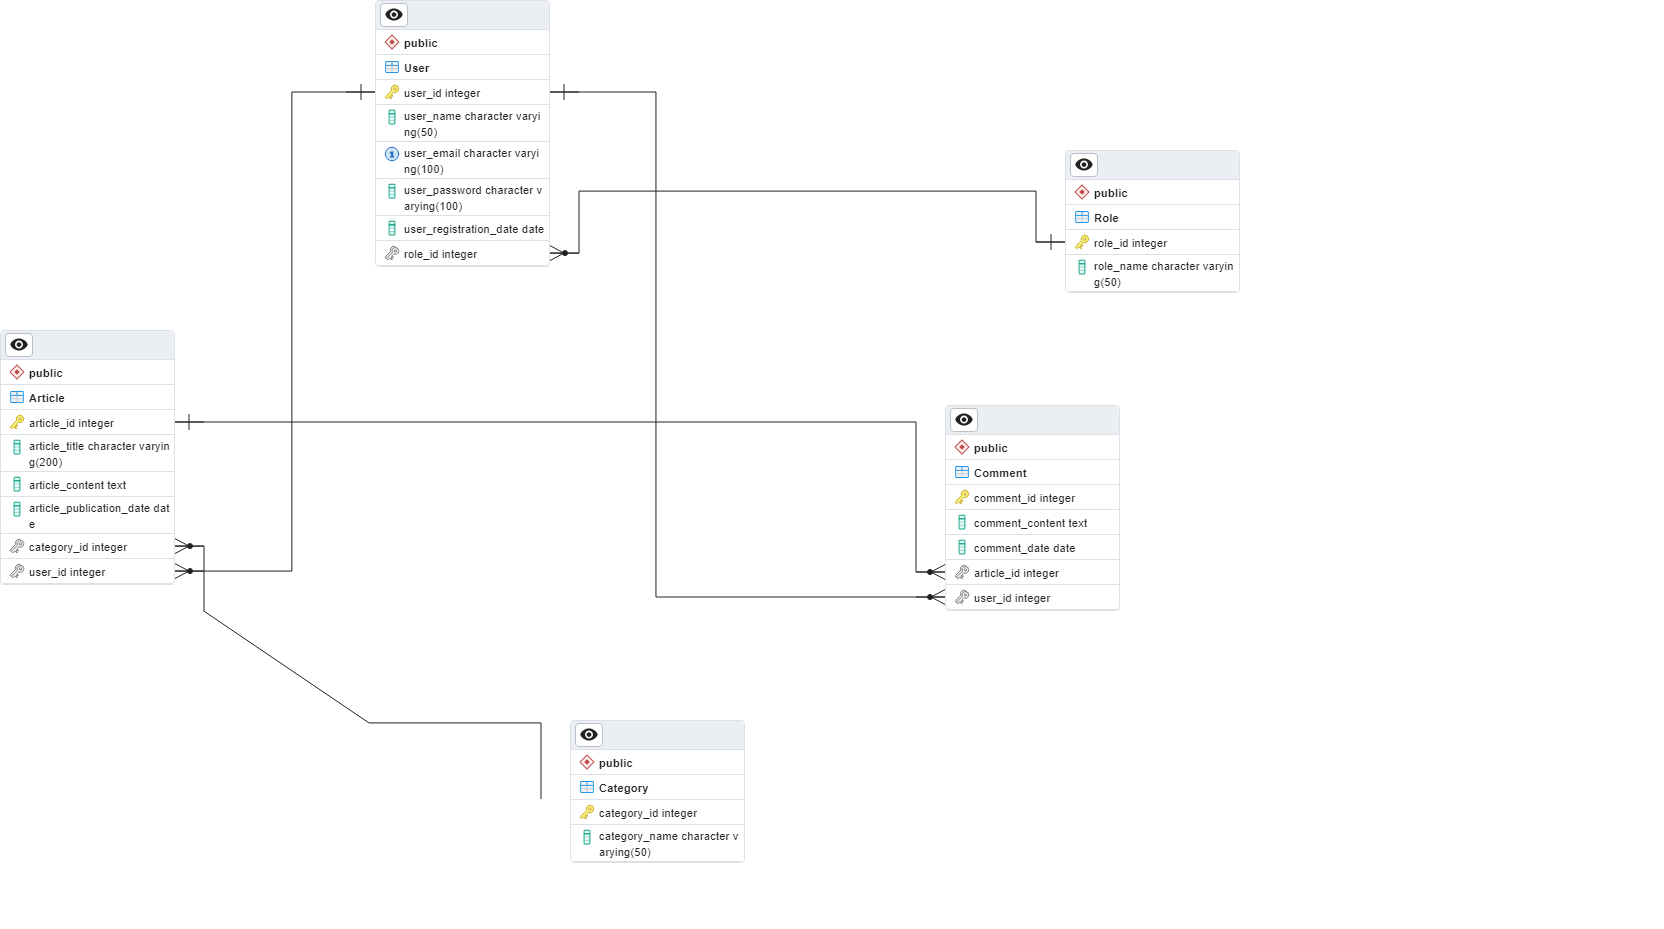 public
User
user_id integer
user_name character varyi
ng(50)
1
user_email character varyi
ng(100)
user_password character v
arying(100)
user_registration_date date
role_id integer
public
Role
role_id integer
role_name character varyin
g(50)
public
Article
article_id integer
article_title character varyin
g(200)
article_content text
article_publication_date dat
e
category_id integer
user_id integer
public
Comment
comment_id integer
comment_content text
comment_date date
article_id integer
user_id integer
public
Category
category_id integer
category_name character v
arying(50)